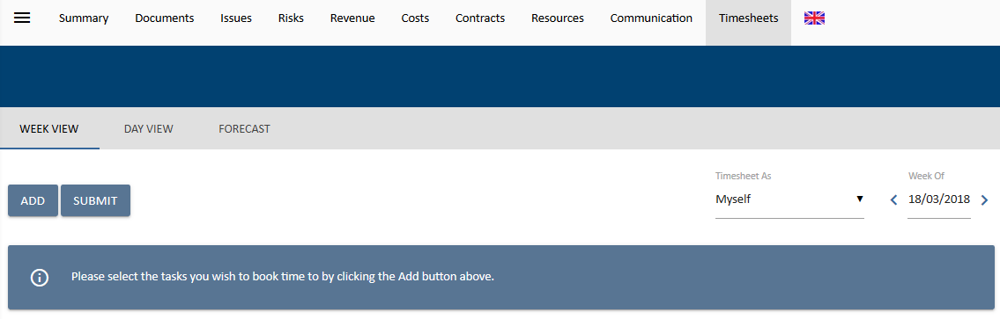 Summary Documents Issues Risks Revenue Costs Contracts Resources Communication Timesheets
WEEK VIEW DAY VIEW FORECAST
Timesheet As Week Of
ADD SUBMIT Myself 18/03/2018
Please select the tasks you wish to book time to by clicking the Add button above.